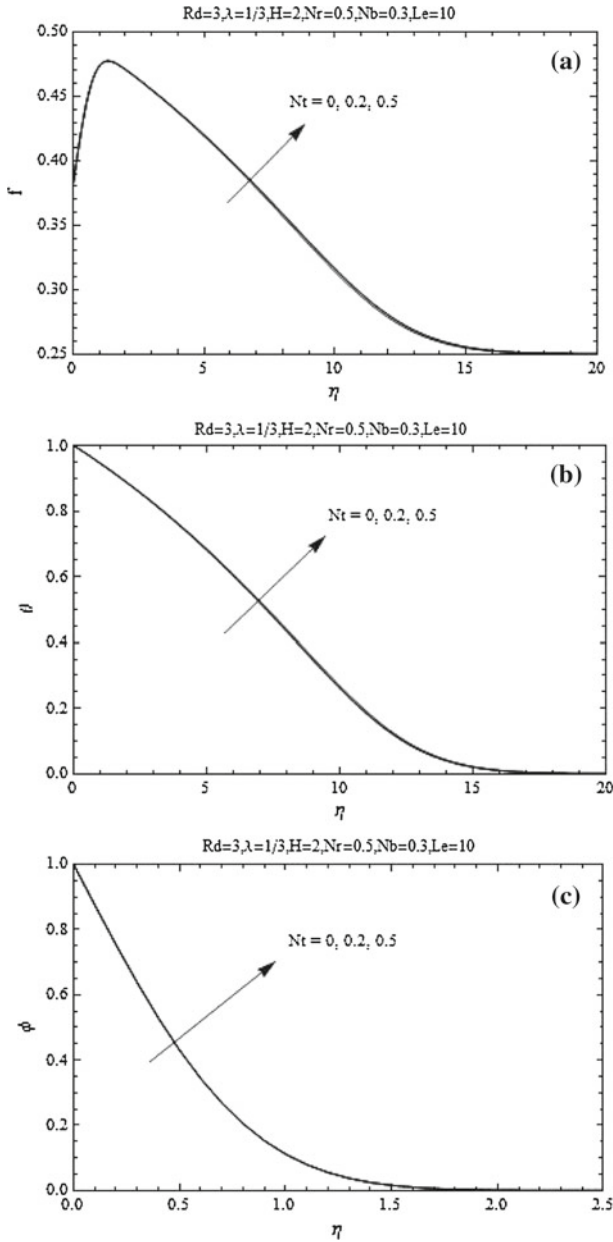 Rd=3,λ=1/3,H=2,Nr=0.5,Nb=0.3,Le=10
0.50
(a)
0.45
Nt = 0, 0.2, 0.5
0.40
f
0.35
0.30
0.25
0 5 10 15 20
η
Rd=3,λ=1/3,H=2,Nr=0.5,Nb=0.3,Le=10
1.0
(b)
0.8
Nt = 0, 0.2, 0.5
0.6
θ
0.4
0.2
0.0
0 5 10 15 20
η
Rd=3,λ=1/3,H=2,Nr=0.5,Nb=0.3,Le=10
1.0
(c)
0.8
Nt = 0, 0.2, 0.5
0.6
ϕ
0.4
0.2
0.0
0.0 0.5 1.0 1.5 2.0 2.5
η